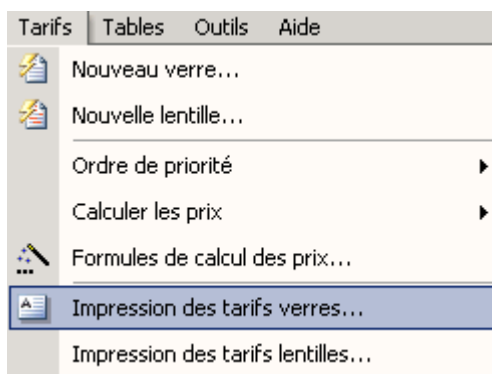 Tarifs Tables Outils Aide
Nouveau verre...
Nouvelle lentille...
Ordre de priorité
Calculer les prix
Formules de calcul des prix...
Impression des tarifs verres...
Impression des tarifs lentilles...